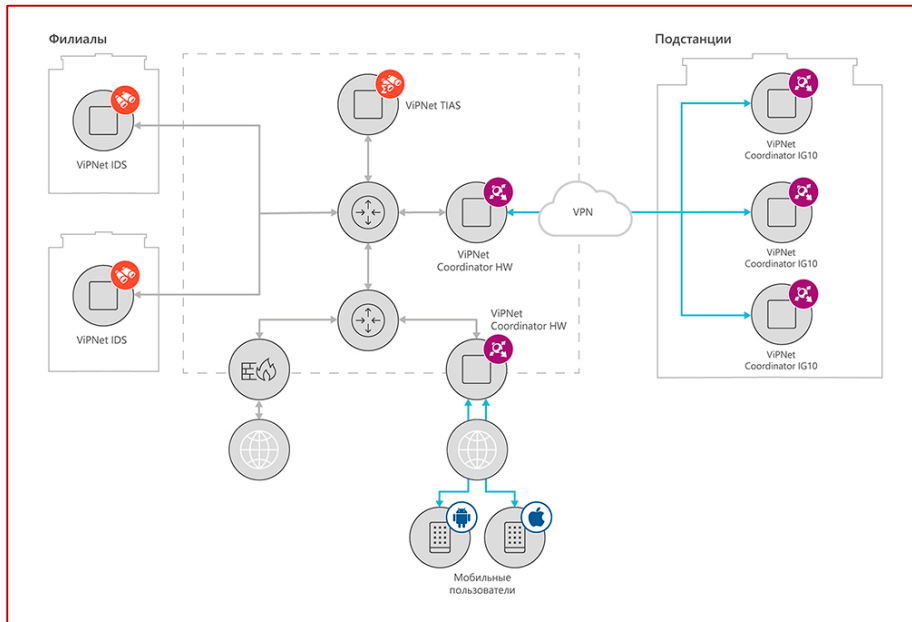 Филиалы
Подстанции
ViPNet TIAS
ViPNet IDS
ViPNet
Coordinator IG10
VPN
ViPNet
Coordinator HW
ViPNet
Coordinator IG10
ViPNet
Coordinator HW
ViPNet IDS
ViPNet
Coordinator IG10
Мобильные
пользователи